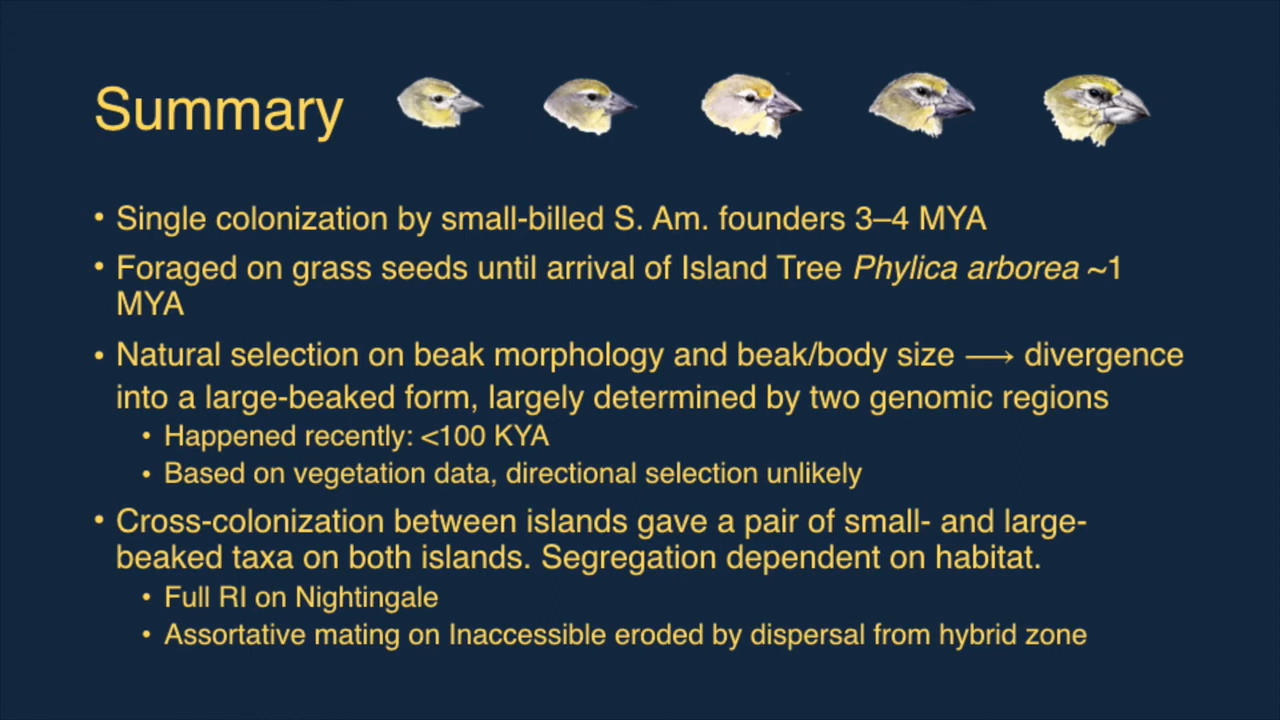 Summary
• Single colonization by small-billed S. Am. founders 3–4 MYA
• Foraged on grass seeds until arrival of Island Tree Phylica arborea ~1
MYA
• Natural selection on beak morphology and beak/body size ⟶ divergence
into a large-beaked form, largely determined by two genomic regions
• Happened recently: <100 KYA
• Based on vegetation data, directional selection unlikely
• Cross-colonization between islands gave a pair of small- and large-
beaked taxa on both islands. Segregation dependent on habitat.
• Full RI on Nightingale
• Assortative mating on Inaccessible eroded by dispersal from hybrid zone